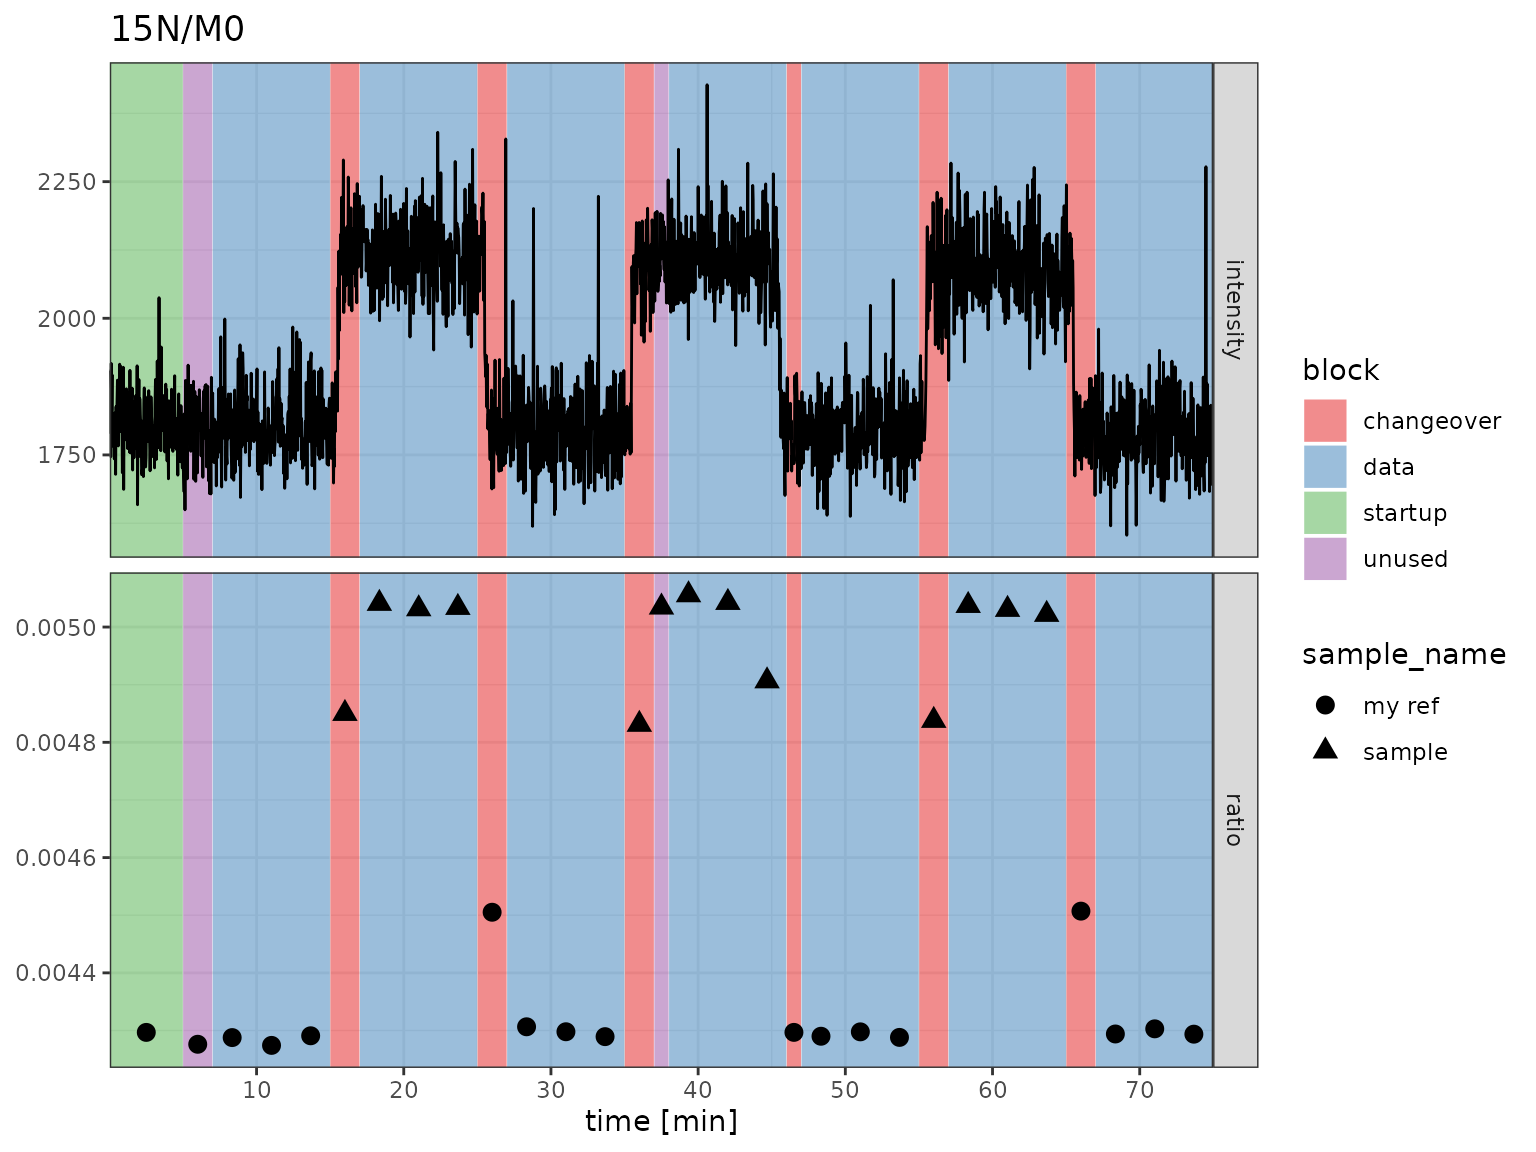 15N/M0
2250
2000
1750
intensity
0.0050
0.0048
0.0046
0.0044
ratio
10 20 30 40 50 60 70
time [min]
block
changeover
data
startup
unused
sample_name
my ref
sample